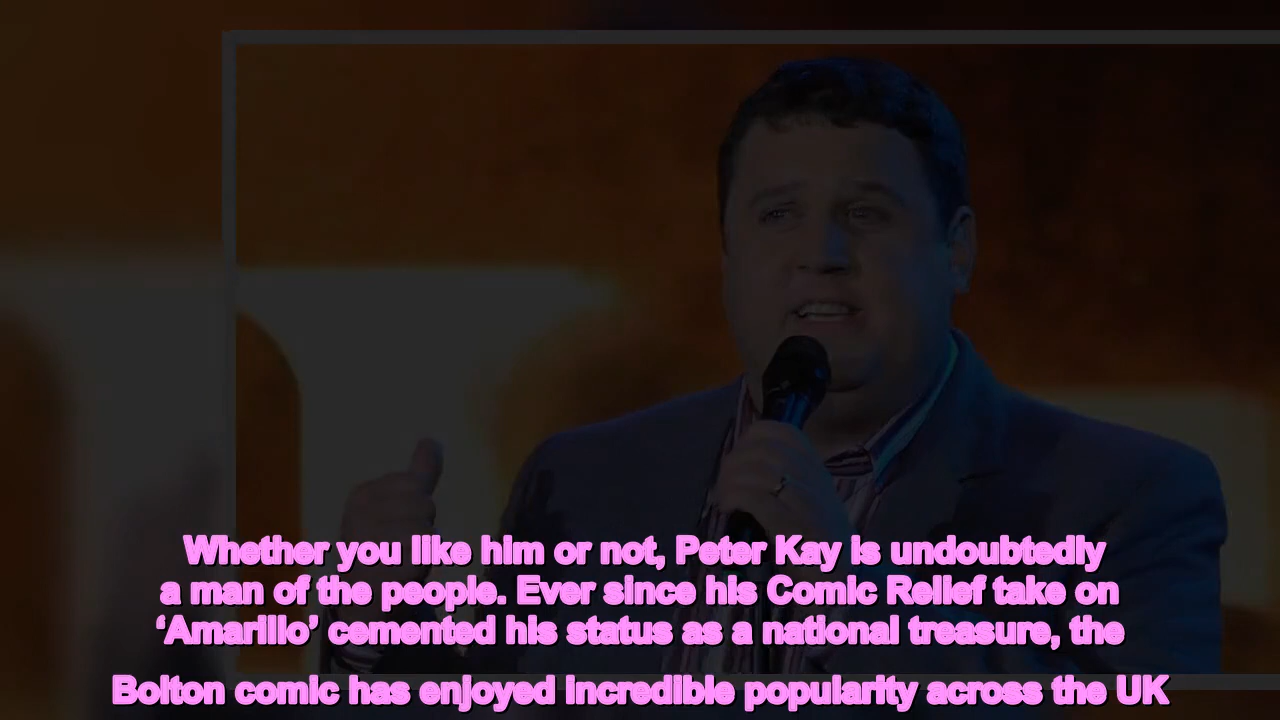 Whether you like him or not, Peter Kay is undoubtedly
a man of the people. Ever since his Comic Relief take on
‘Amarillo’ cemented his status as a national treasure, the
Bolton comic has enjoyed incredible popularity across the UK